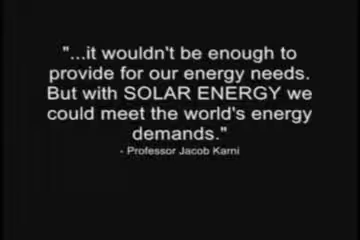 "...it wouldn't be enough to
provide for our energy needs.
But with SOLAR ENERGY we
could meet the world's energy
demands."
- Professor Jacob Karni